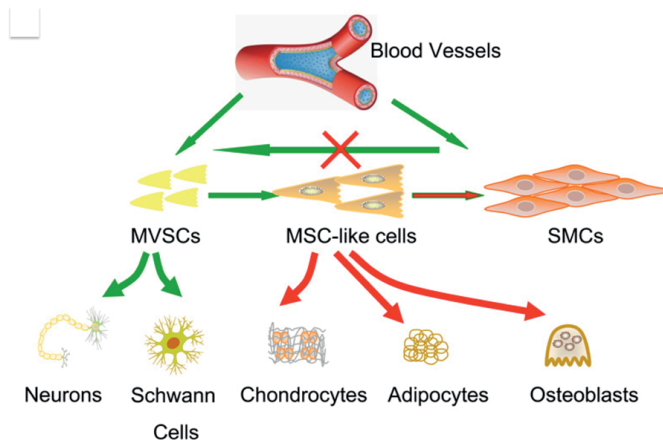 Blood Vessels
MVSCs
MSC-like cells
SMCs
Neurons
Schwann
Cells
Chondrocytes
Adipocytes
Osteoblasts